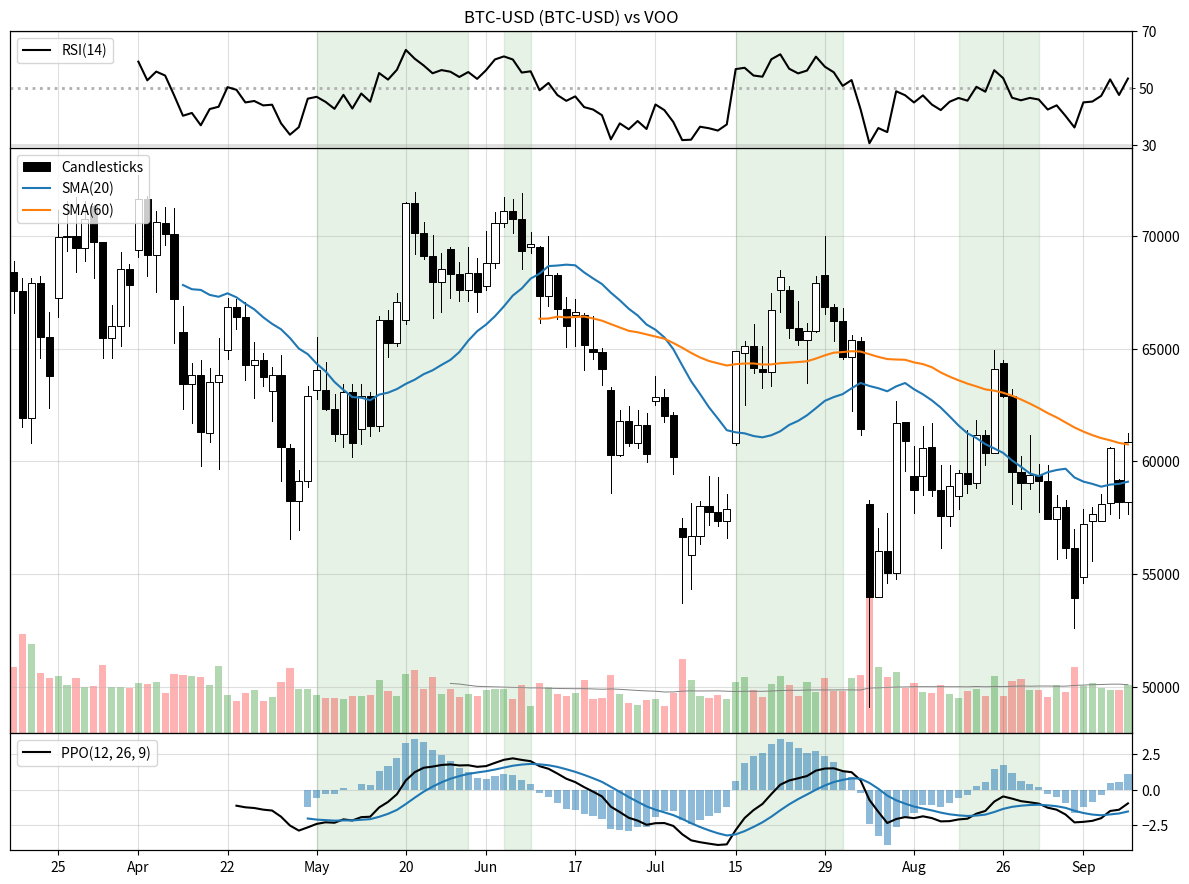 BTC-USD (BTC-USD) vs VOO
RSI(14)
70
50
30
Candlesticks
SMA(20)
SMA(60)
70000
65000
60000
55000
50000
PPO(12, 26, 9)
2.5
0.0
−2.5
25 Apr 22 May 20 Jun 17 Jul 15 29 Aug 26 Sep